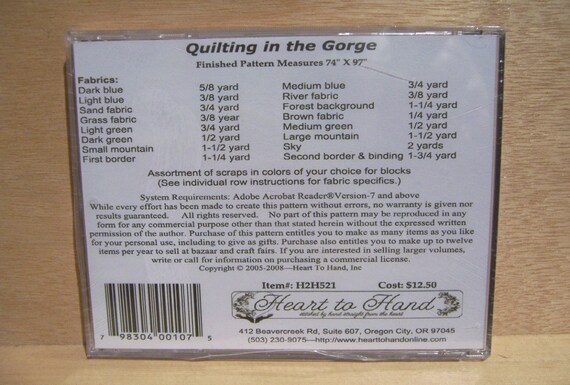 Quilting in the Gorge
Finished Pattern Measures 74" X 97"
Fabrics:
Dark blue 5/8 yard
Light blue 3/8 yard
Sand fabric 3/4 yard
Grass fabric 3/8 year
Light green 3/4 yard
Dark green 1/2 yard
Small mountain 1-1/2 yard
First border 1-1/4 yard
Medium blue 3/4 yard
River fabric 3/8 yard
Forest background 1-1/4 yard
Brown fabric 1/4 yard
Medium green 1/2 yard
Large mountain 1-1/2 yard
Sky 2 yards
Second border & binding 1-3/4 yard
Assortment of scraps in colors of your choice for blocks
(See individual row instructions for fabric specifics.)
System Requirements: Adobe Acrobat Reader®Version-7 and above
While every effort has been made to create this pattern without errors, no warranty is given nor
results guaranteed. All rights reserved. No part of this pattern may be reproduced in any
form for any commercial purpose other than that stated herein without the expressed written
permission of the author. Purchase of this pattern entitles you to make as many items as you like
for your personal use, including to give as gifts. Purchase also entitles you to make up to twelve
items per year to sell at bazaar and craft fairs. If you are interested in selling larger volumes,
write or call for information on purchasing a commercial license.
Copyright © 2005-2008—Heart To Hand, Inc
Item#: H2H521 Cost: $12.50
Heart to Hand
stitched by hand straight from the heart
7 98304 00107 5
412 Beavercreek Rd, Suite 607, Oregon City, OR 97045
(503) 230-9075—http://www.hearttohandonline.com